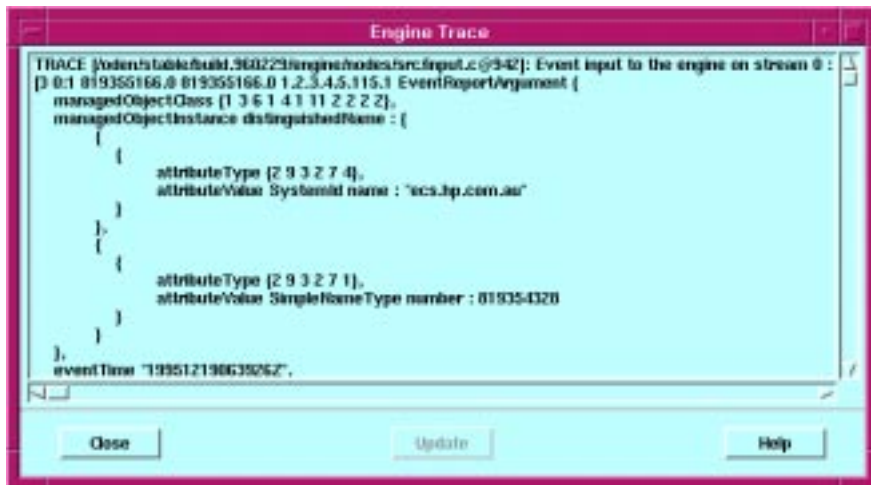 Engine Trace
TRACE [/oden/stable/build.960229/engine/nodes/src/input.c@942]: Event input to the engine on stream 0 :
[3 0:1 819355166.0 819355166.0 1.2.3.4.5.115.1 EventReportArgument {
managedObjectClass {1 3 6 1 4 1 11 2 2 2 2},
managedObjectInstance distinguishedName : {
{
{
attributeType {2 9 3 2 7 4},
attributeValue SystemId name : "ecs.hp.com.au"
}
},
{
{
attributeType {2 9 3 2 7 1},
attributeValue SimpleNameType number : 819354328
}
}
},
eventTime "19951219063926Z",
Close
Update
Help